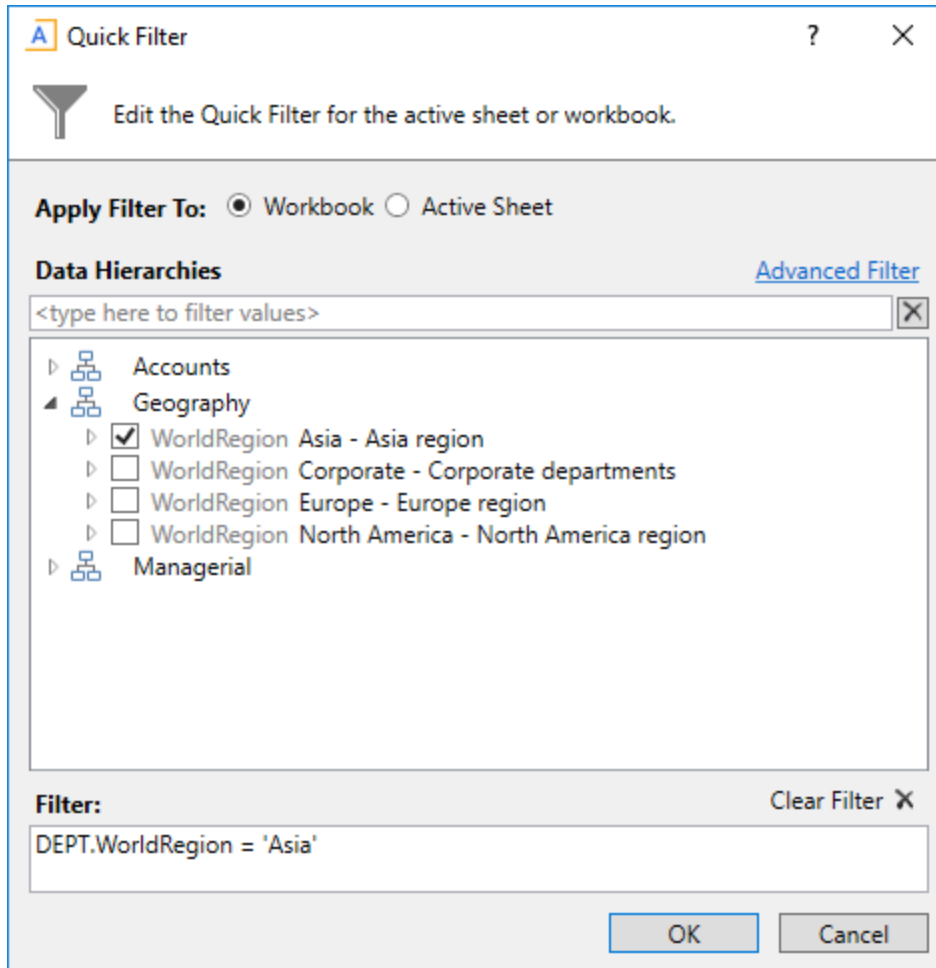 A Quick Filter ?
Edit the Quick Filter for the active sheet or workbook.
Apply Filter To: Workbook Active Sheet
Data Hierarchies Advanced Filter
<type here to filter values>
Accounts
Geography
WorldRegion Asia - Asia region
WorldRegion Corporate - Corporate departments
WorldRegion Europe - Europe region
WorldRegion North America - North America region
Managerial
Filter: Clear Filter
DEPT.WorldRegion = 'Asia'
OK Cancel